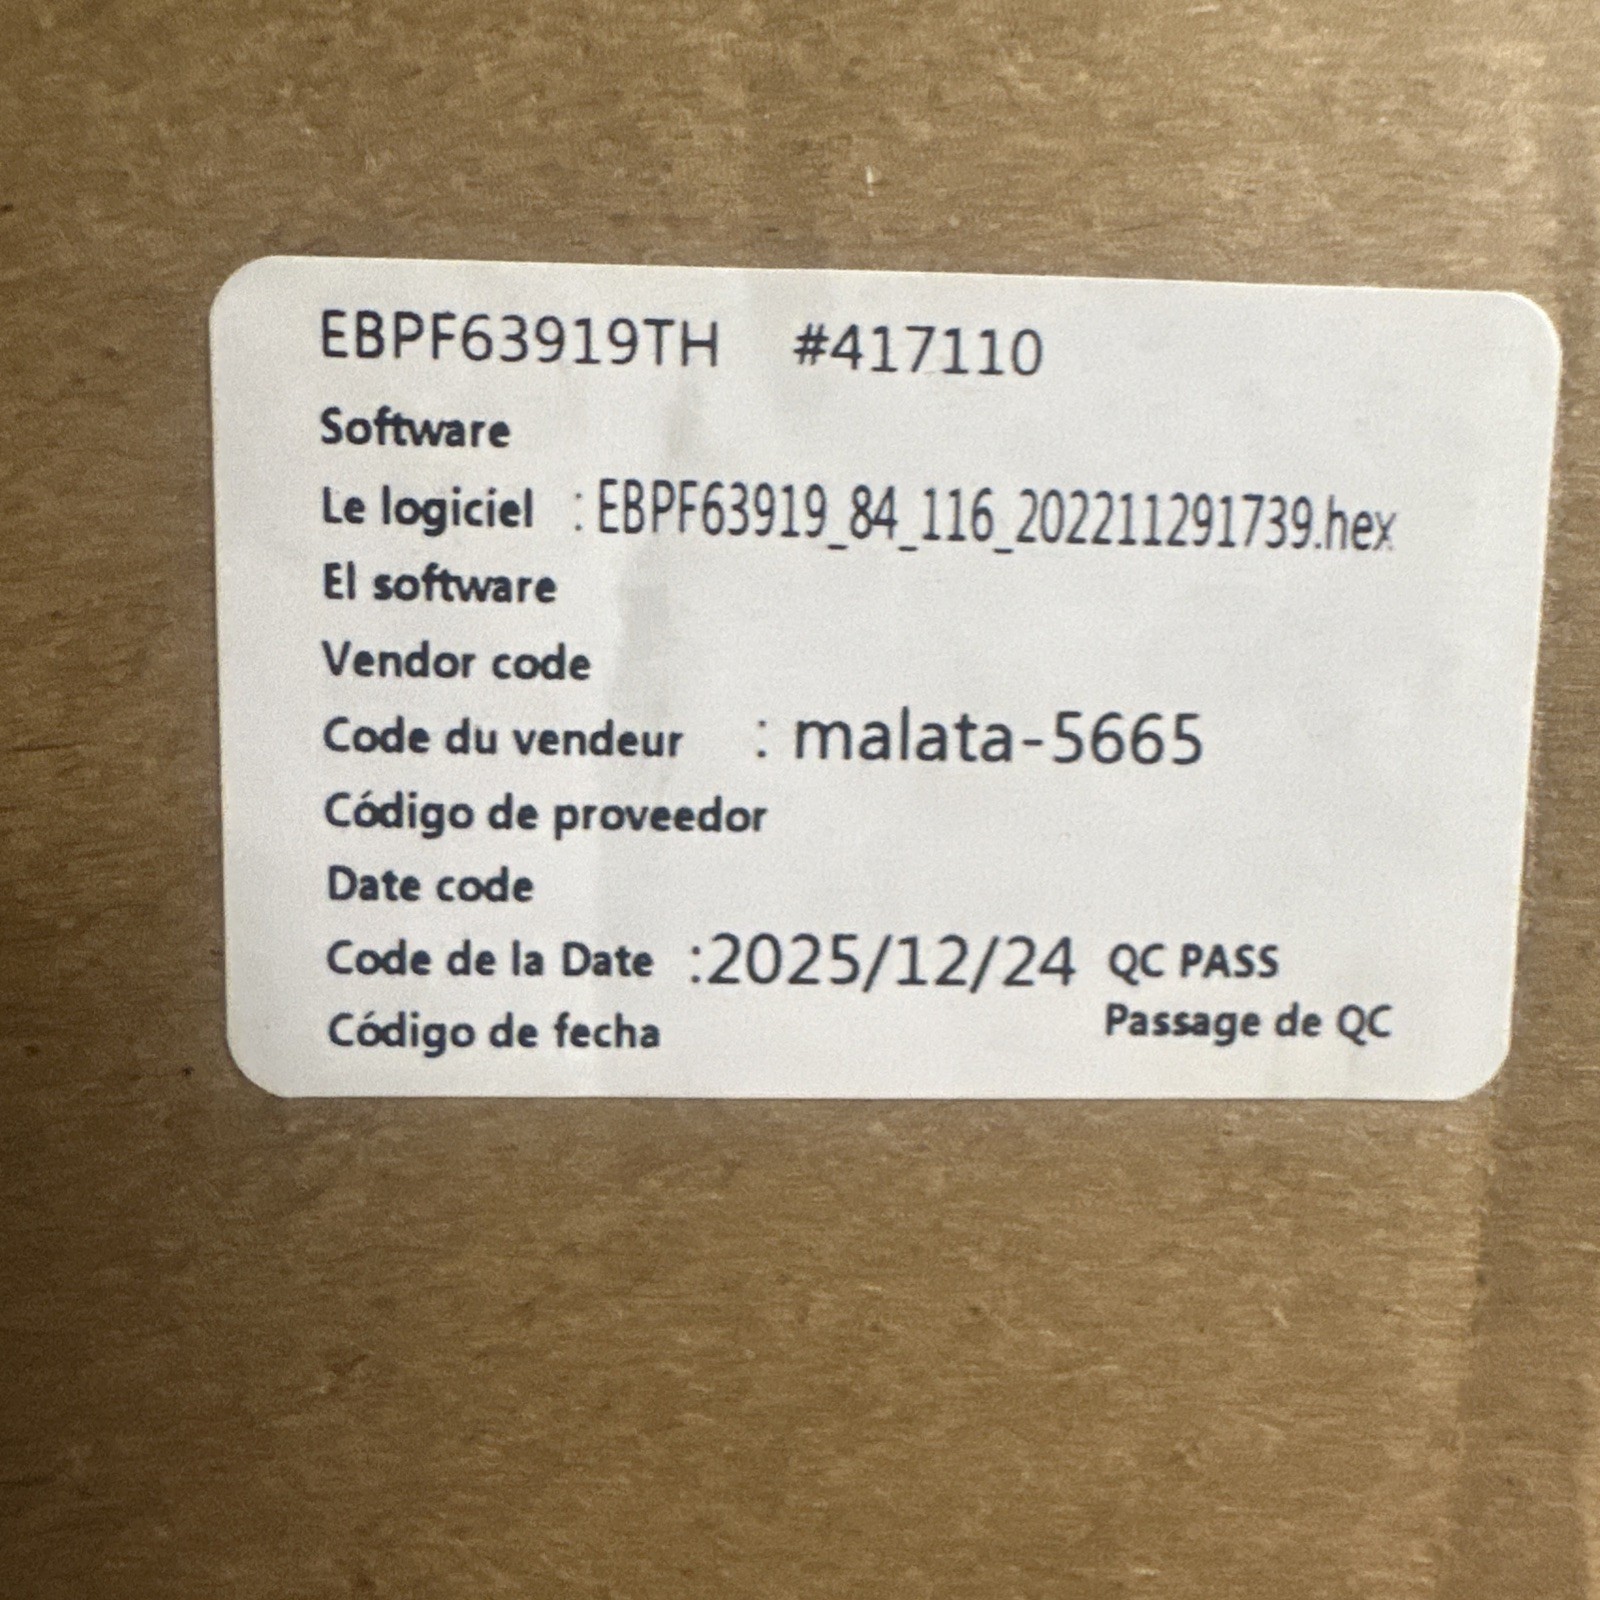 EBPF63919TH #417110
Software
Le logiciel : EBPF63919_84_116_202211291739.hex
El software
Vendor code
Code du vendeur : malata-5665
Código de proveedor
Date code
Code de la Date :2025/12/24 QC PASS
Passage de QC
Código de fecha